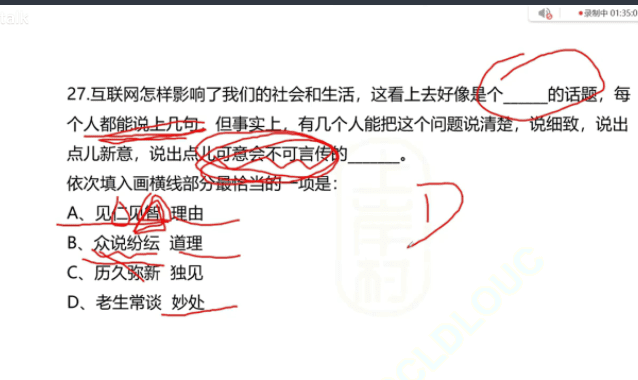 talk
录制中 01:35:0
27.互联网怎样影响了我们的社会和生活，这看上去好像是个_____的话题，每
个人都能说上几句，但事实上，有几个人能把这个问题说清楚，说细致，说出
点儿新意，说出点儿可意会不可言传的______。
依次填入画横线部分最恰当的一项是：
A、见仁见智 理由
B、众说纷纭 道理
C、历久弥新 独见
D、老生常谈 妙处
D